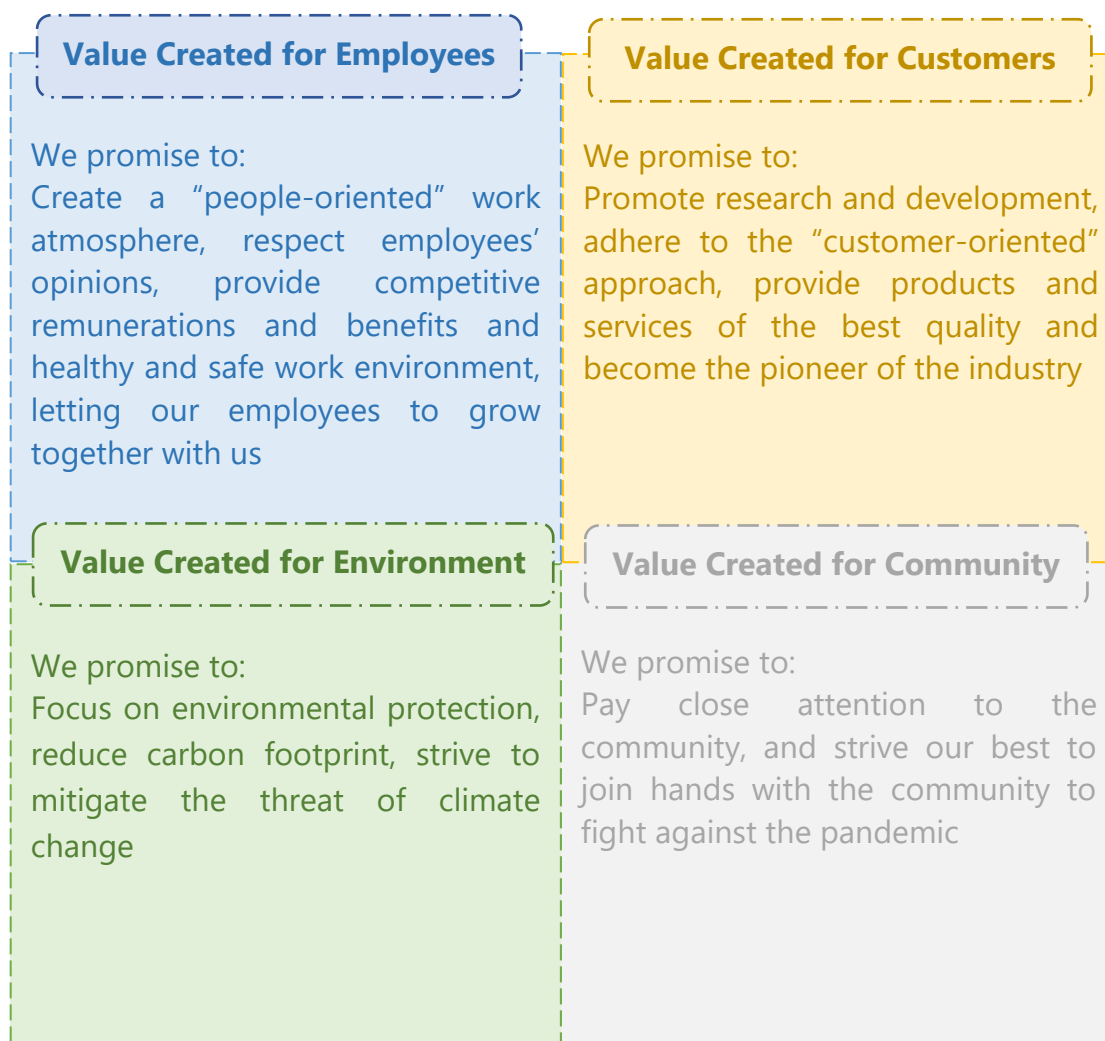 Value Created for Employees
We promise to:
Create a “people-oriented” work
atmosphere, respect employees’
opinions, provide competitive
remunerations and benefits and
healthy and safe work environment,
letting our employees to grow
together with us
Value Created for Customers
We promise to:
Promote research and development,
adhere to the “customer-oriented”
approach, provide products and
services of the best quality and
become the pioneer of the industry
Value Created for Environment
We promise to:
Focus on environmental protection,
reduce carbon footprint, strive to
mitigate the threat of climate
change
Value Created for Community
We promise to:
Pay close attention to the
community, and strive our best to
join hands with the community to
fight against the pandemic